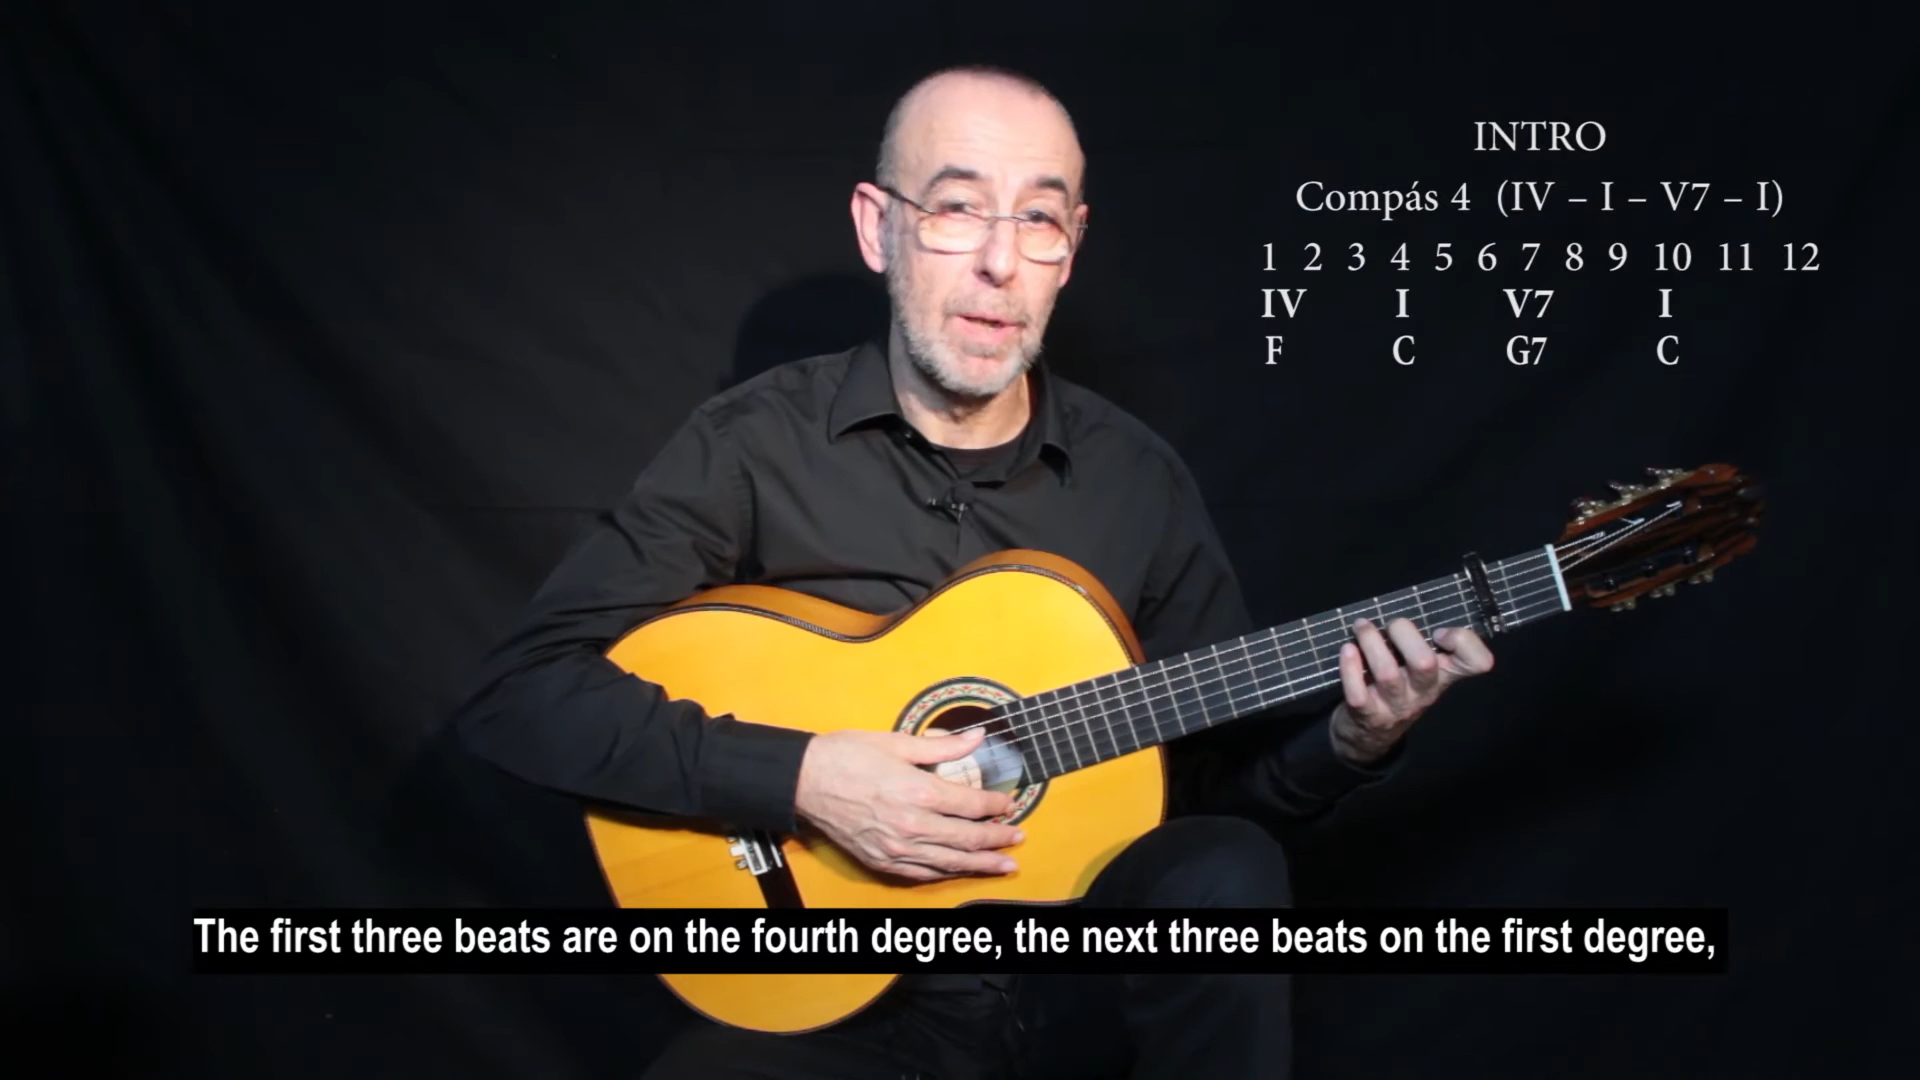 INTRO
Compás 4 (IV – I – V7 – I)
1 2 3 4 5 6 7 8 9 10 11 12
IV I V7 I
F C G7 C
The first three beats are on the fourth degree, the next three beats on the first degree,